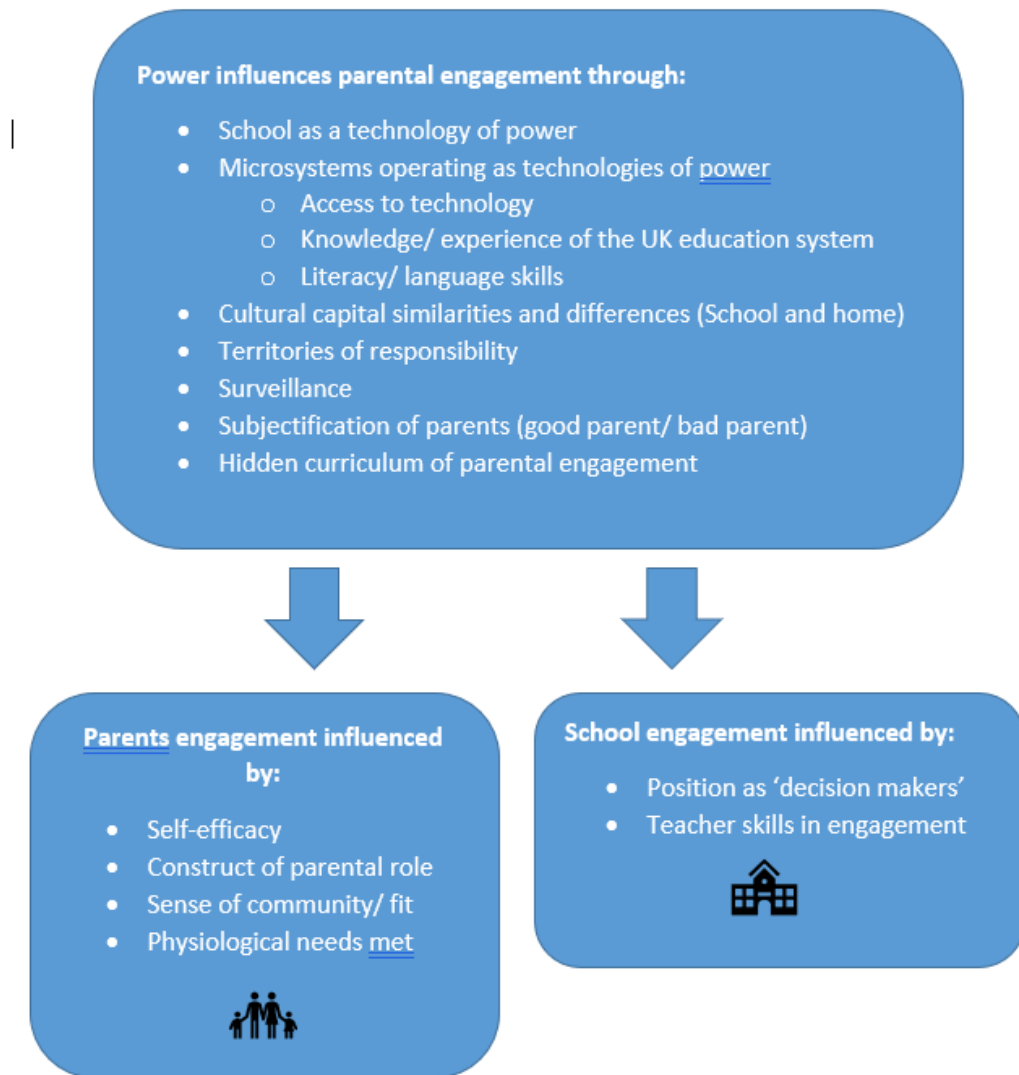 Power influences parental engagement through:
• School as a technology of power
• Microsystems operating as technologies of power
o Access to technology
o Knowledge/ experience of the UK education system
o Literacy/ language skills
• Cultural capital similarities and differences (School and home)
• Territories of responsibility
• Surveillance
• Subjectification of parents (good parent/ bad parent)
• Hidden curriculum of parental engagement
Parents engagement influenced
by:
• Self-efficacy
• Construct of parental role
• Sense of community/ fit
• Physiological needs met
School engagement influenced by:
• Position as ‘decision makers’
• Teacher skills in engagement